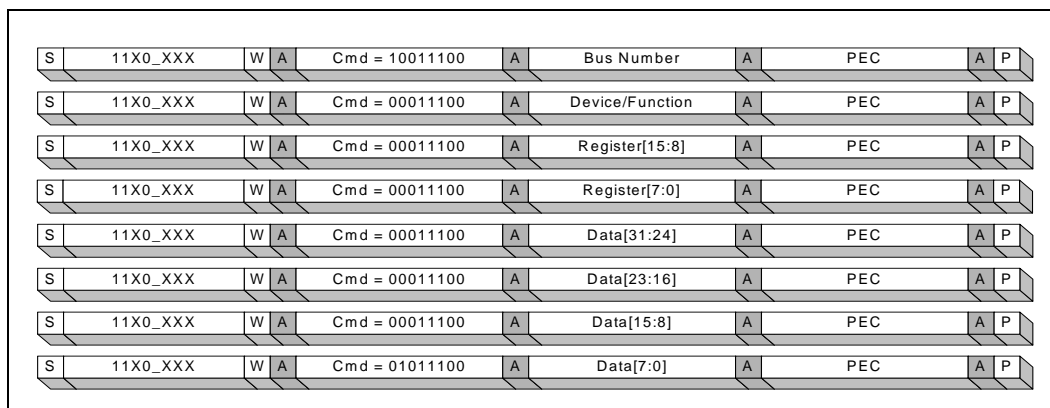 S 11X0_XXX W A Cmd = 10011100 A Bus Number A PEC A P
S 11X0_XXX W A Cmd = 00011100 A Device/Function A PEC A P
S 11X0_XXX W A Cmd = 00011100 A Register[15:8] A PEC A P
S 11X0_XXX W A Cmd = 00011100 A Register[7:0] A PEC A P
S 11X0_XXX W A Cmd = 00011100 A Data[31:24] A PEC A P
S 11X0_XXX W A Cmd = 00011100 A Data[23:16] A PEC A P
S 11X0_XXX W A Cmd = 00011100 A Data[15:8] A PEC A P
S 11X0_XXX W A Cmd = 01011100 A Data[7:0] A PEC A P